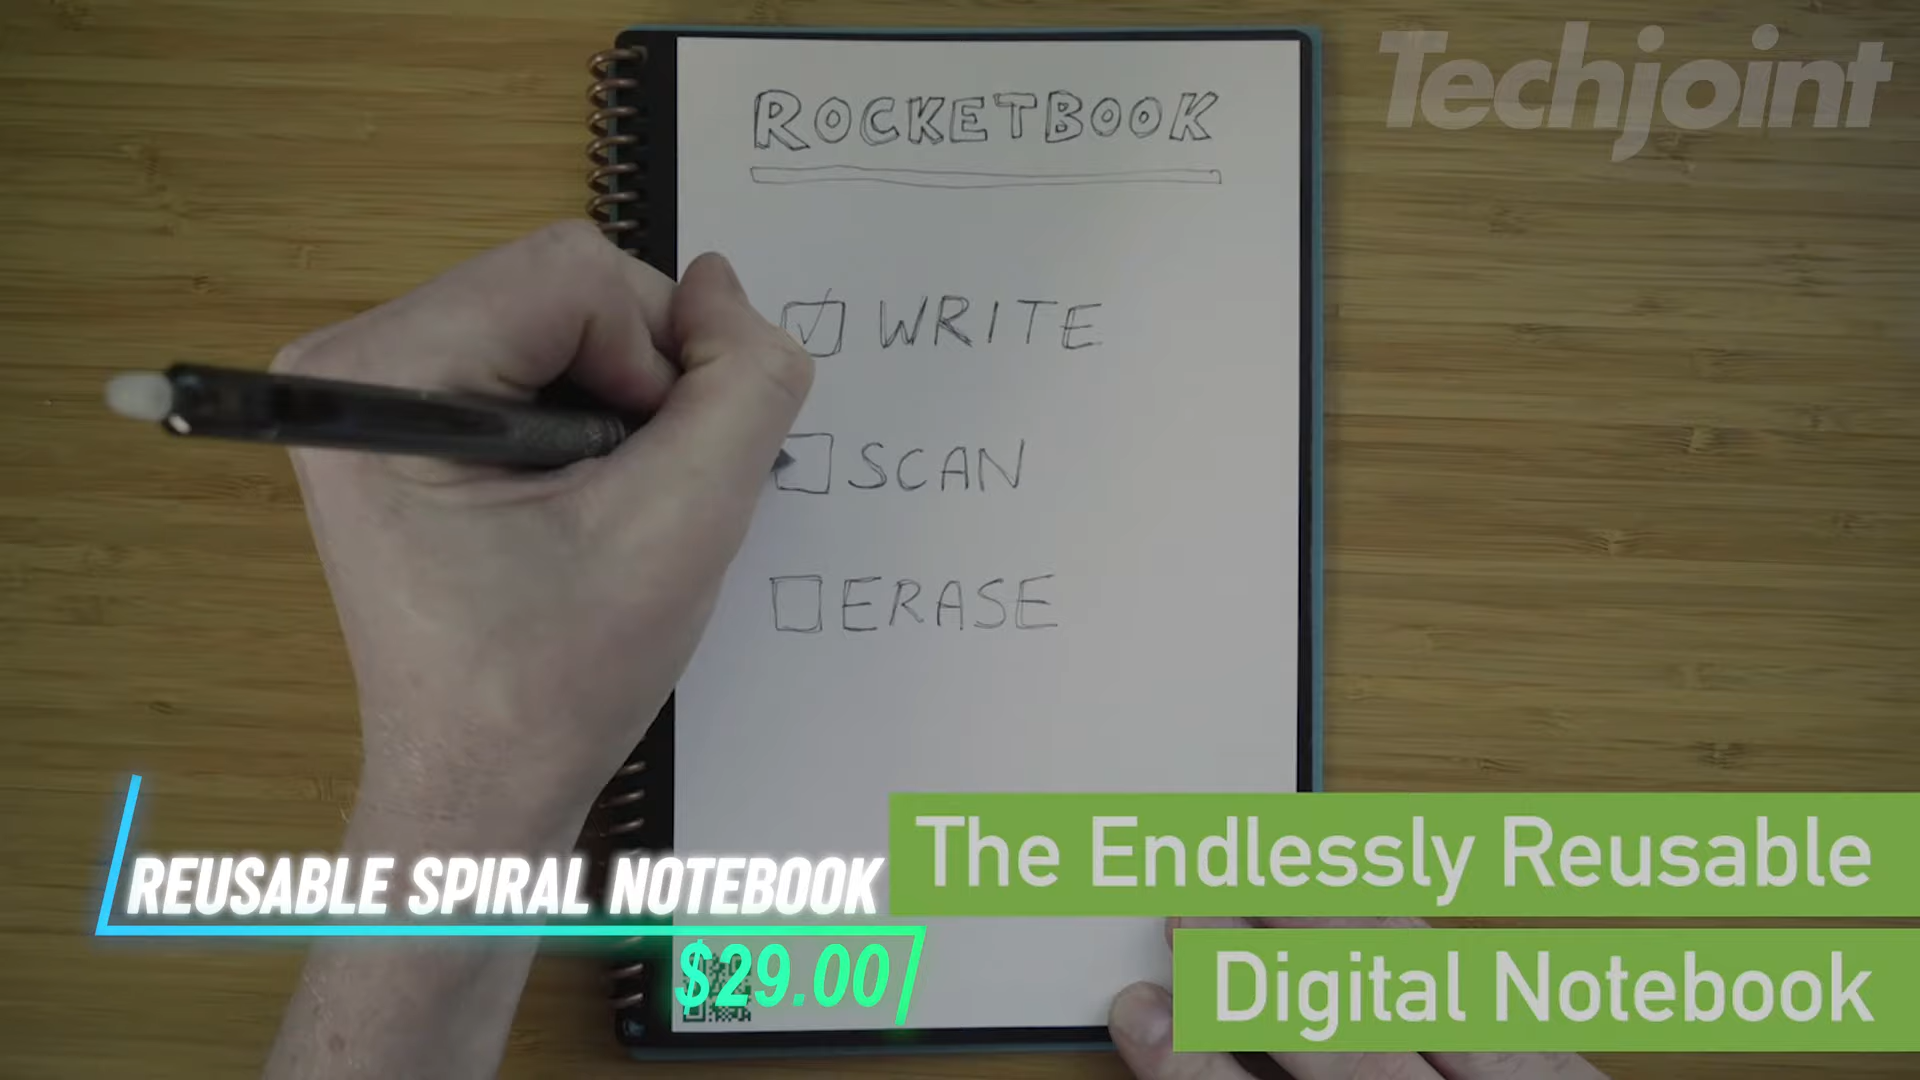 Techjoint
ROCKETBOOK
WRITE
SCAN
ERASE
The Endlessly Reusable
REUSABLE SPIRAL NOTEBOOK
$29.00
Digital Notebook